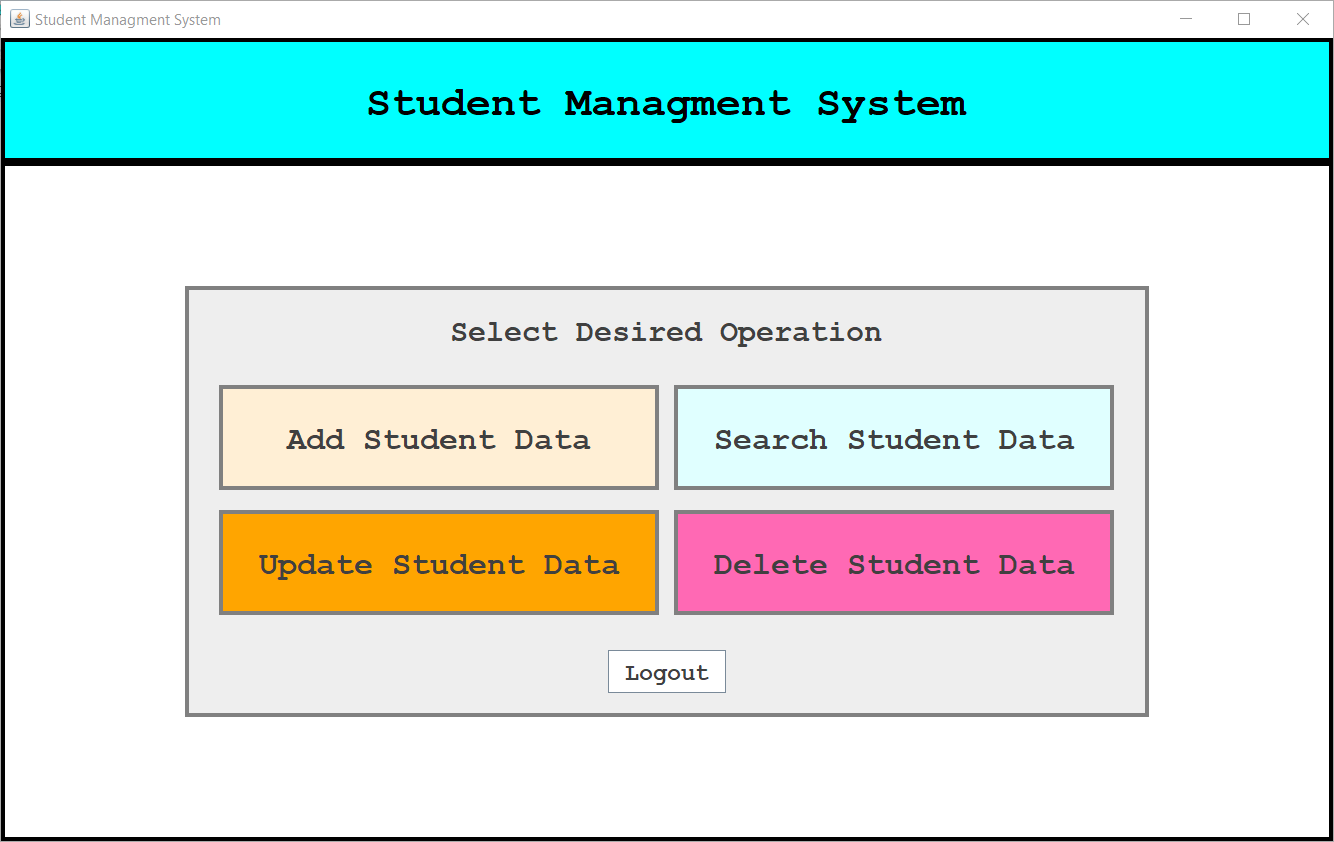 Student Managment System
Student Managment System
Select Desired Operation
Add Student Data
Search Student Data
Update Student Data
Delete Student Data
Logout